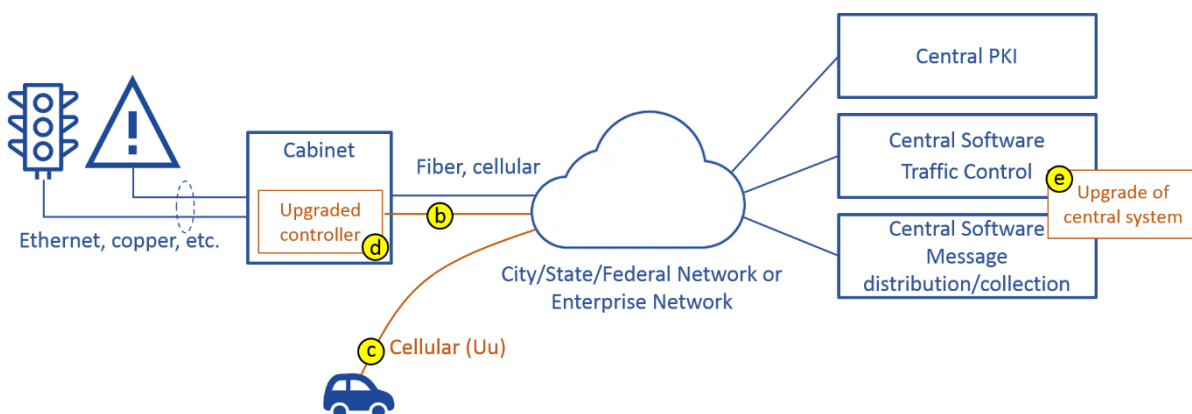 Central PKI
Cabinet
Fiber, cellular
Central Software
Traffic Control
e
Upgraded
controller
b
Upgrade of
central system
Ethernet, copper, etc.
d
Central Software
Message
distribution/collection
City/State/Federal Network or
Enterprise Network
c
Cellular (Uu)